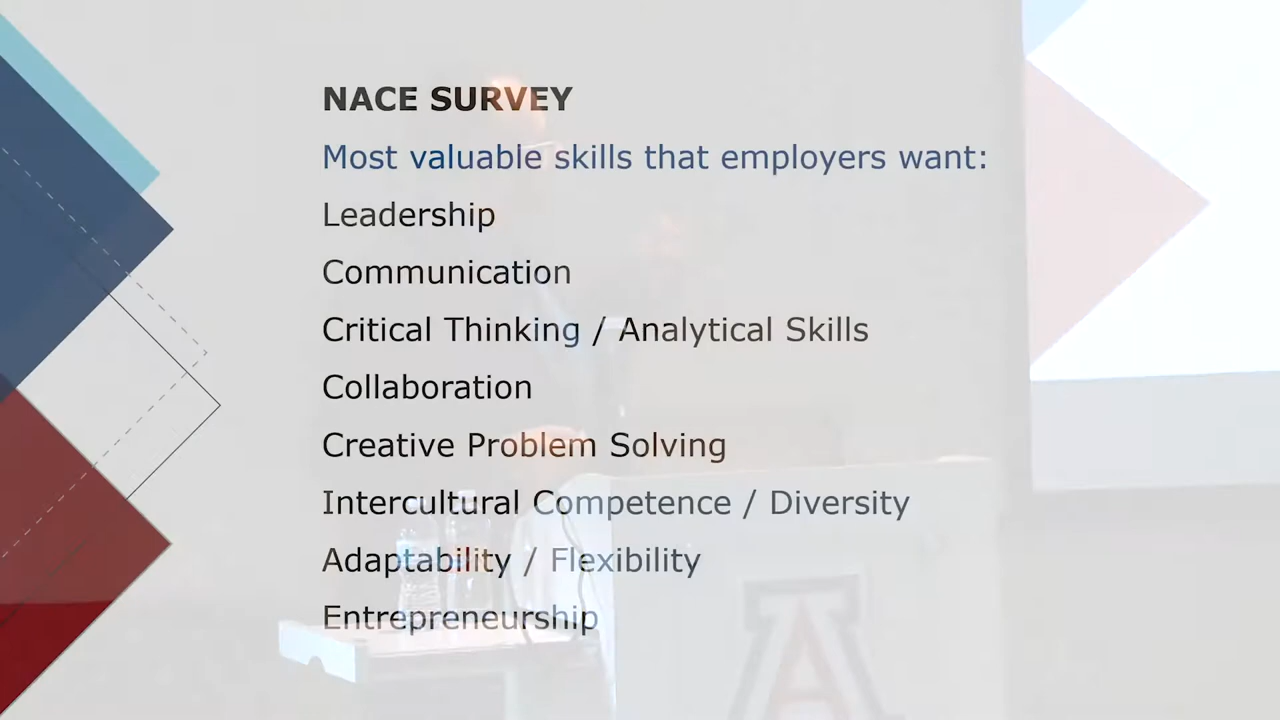 NACE SURVEY
Most valuable skills that employers want:
Leadership
Communication
Critical Thinking / Analytical Skills
Collaboration
Creative Problem Solving
Intercultural Competence / Diversity
Adaptability / Flexibility
Entrepreneurship
A